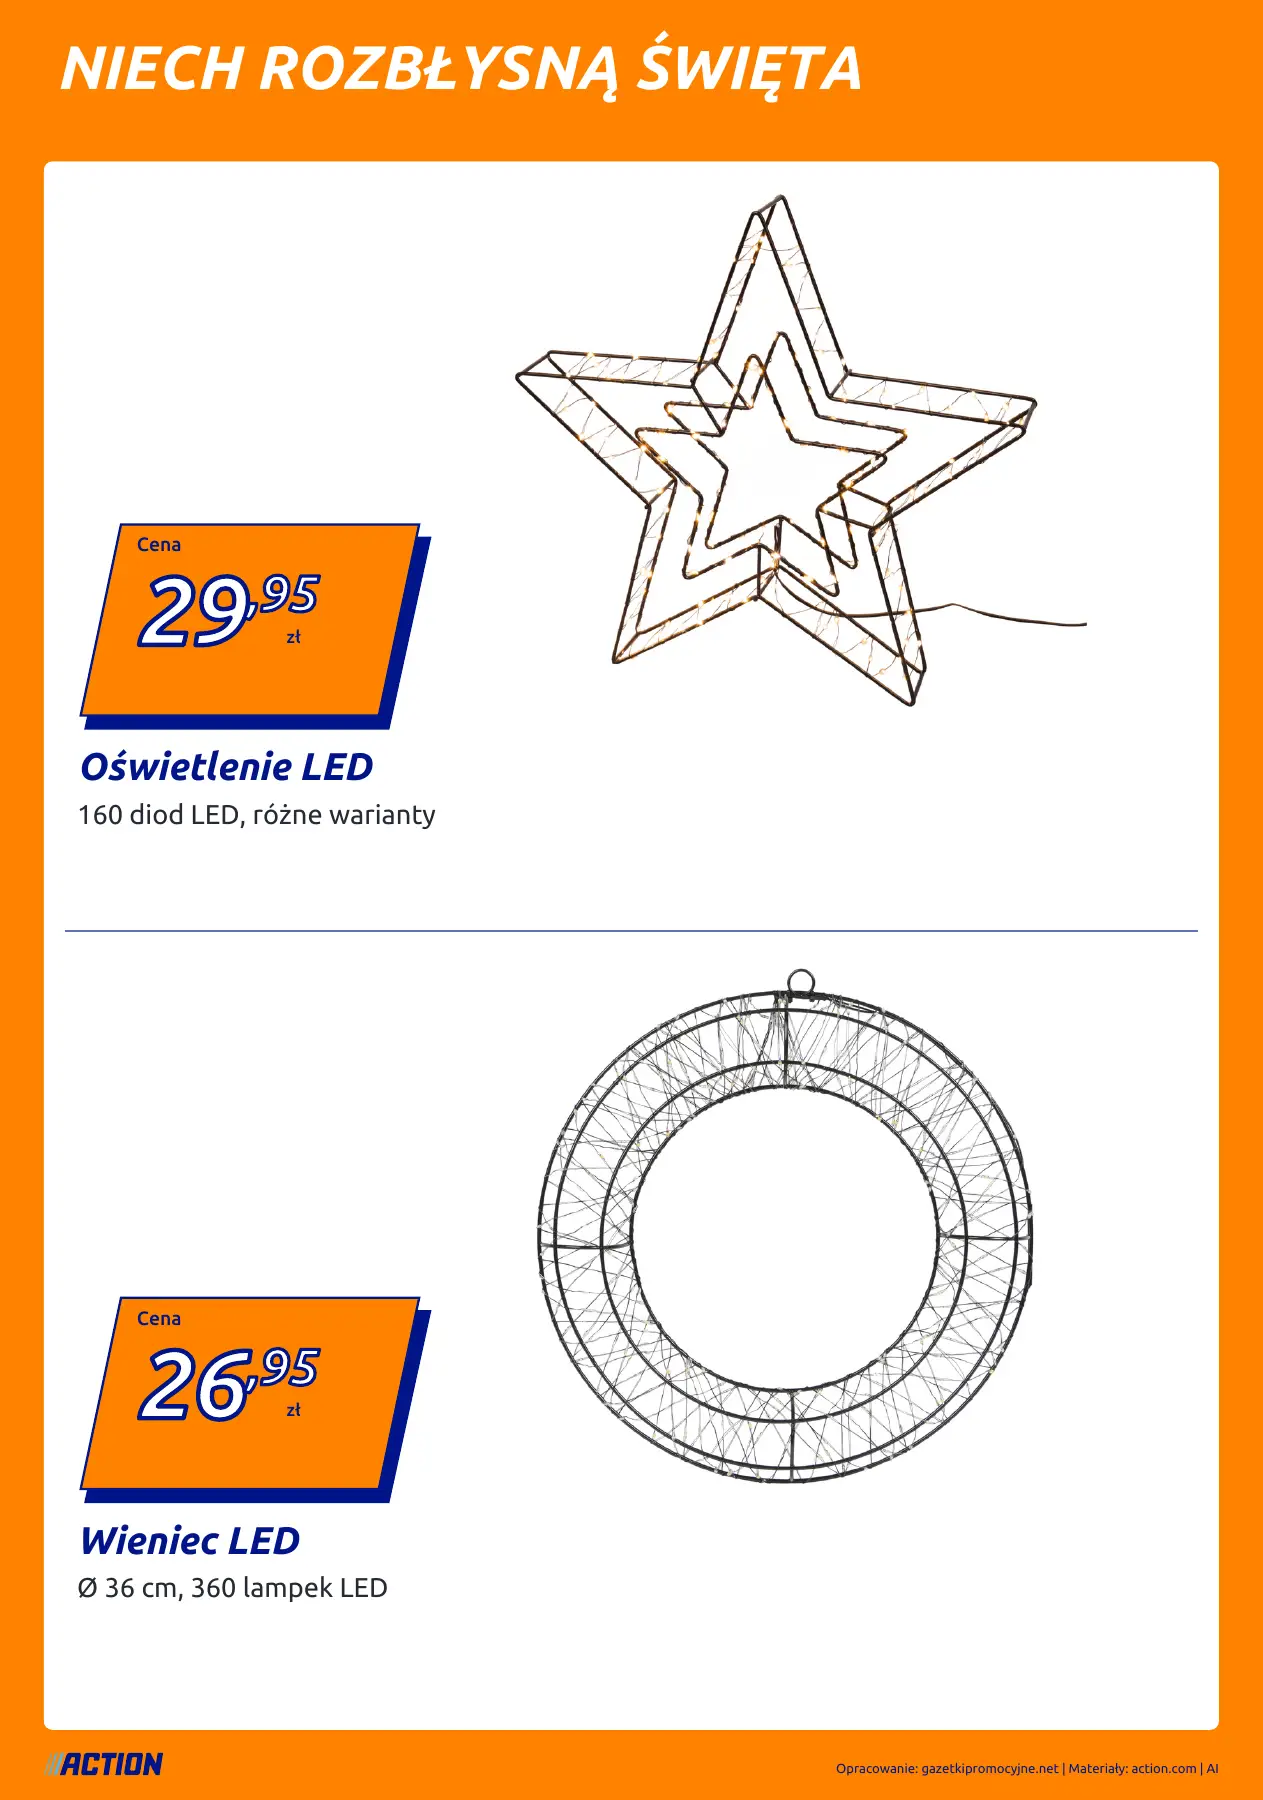 NIECH ROZBŁYSNĄ ŚWIĘTA
Cena
29,95
zł
Oświetlenie LED
160 diod LED, różne warianty
Cena
26,95
zł
Wieniec LED
Ø 36 cm, 360 lampek LED
ACTION
Opracowanie: gazetkipromocyjne.net | Materiały: action.com | AI